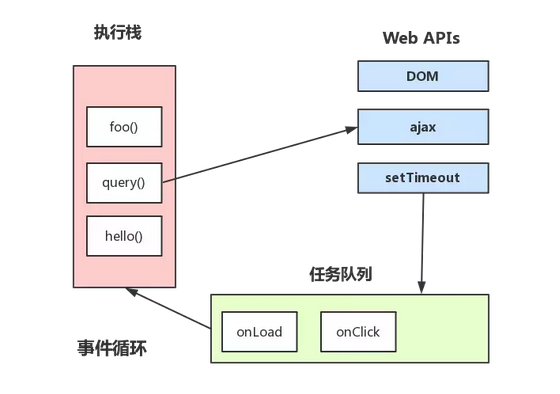 执行栈
Web APIs
DOM
foo()
ajax
query()
setTimeout
hello()
任务队列
onLoad
onClick
事件循环